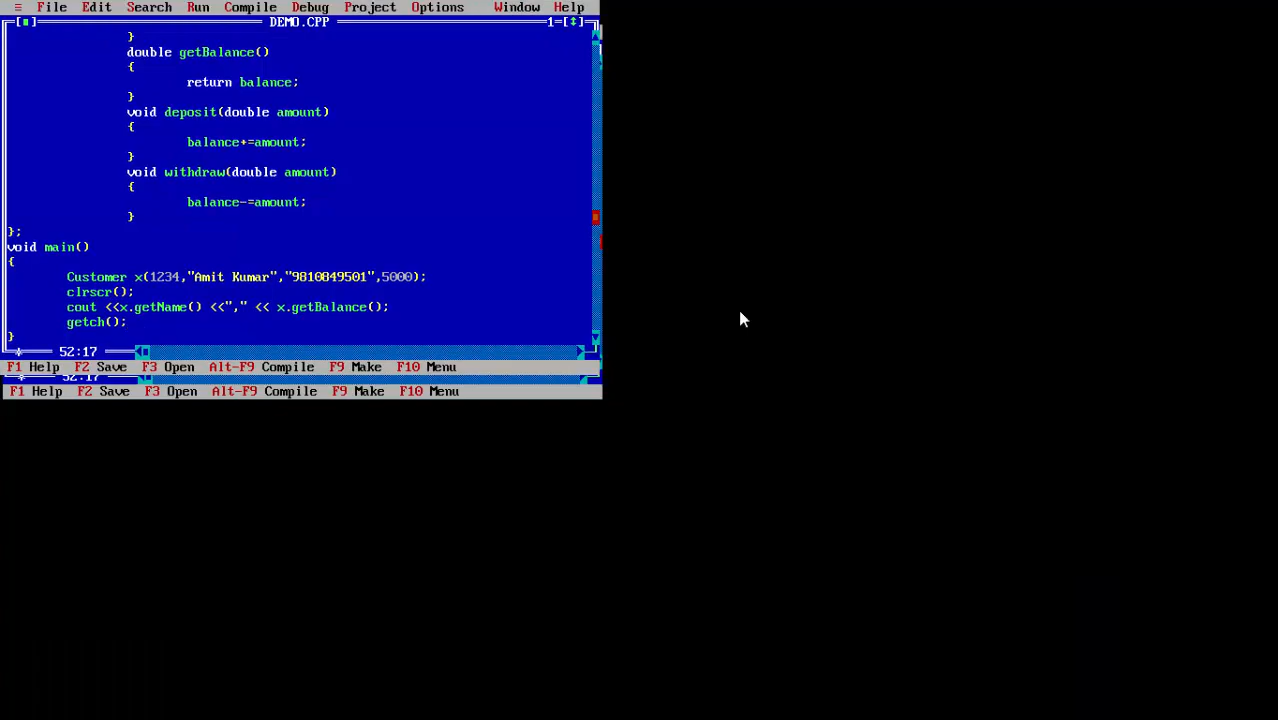 ≡ File Edit Search Run Compile Debug Project Options Window Help
[■] DEMO.CPP 1=[↕]
}
double getBalance()
{
return balance;
}
void deposit(double amount)
{
balance+=amount;
}
void withdraw(double amount)
{
balance-=amount;
}
};
void main()
{
Customer x(1234,"Amit Kumar","9810849501",5000);
clrscr();
cout <<x.getName() <<"," << x.getBalance();
getch();
}
* 52:17
F1 Help F2 Save F3 Open Alt-F9 Compile F9 Make F10 Menu
* 52:17
F1 Help F2 Save F3 Open Alt-F9 Compile F9 Make F10 Menu